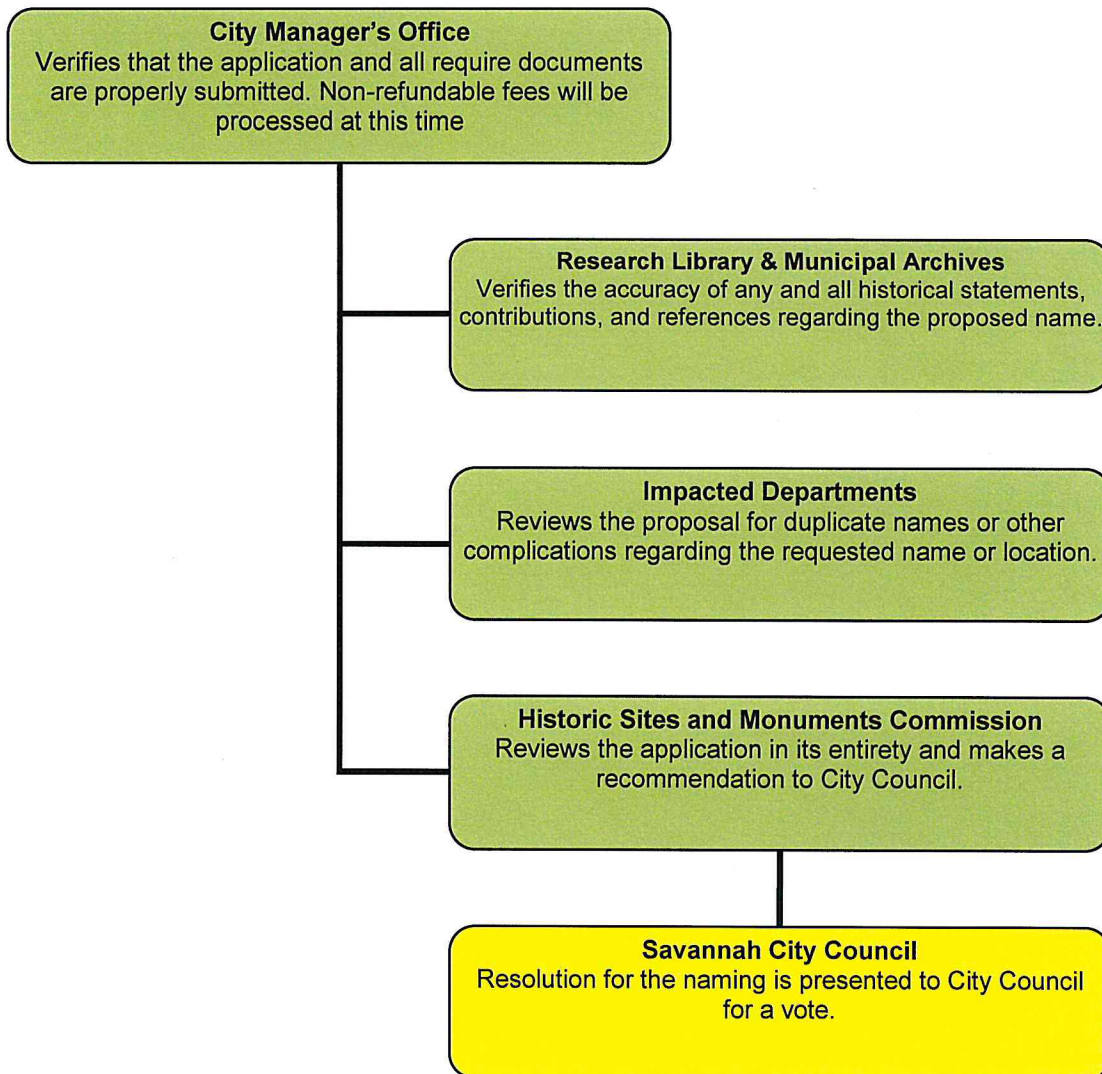 City Manager's Office
Verifies that the application and all require documents
are properly submitted. Non-refundable fees will be
processed at this time
Research Library & Municipal Archives
Verifies the accuracy of any and all historical statements,
contributions, and references regarding the proposed name.
Impacted Departments
Reviews the proposal for duplicate names or other
complications regarding the requested name or location.
Historic Sites and Monuments Commission
Reviews the application in its entirety and makes a
recommendation to City Council.
Savannah City Council
Resolution for the naming is presented to City Council
for a vote.